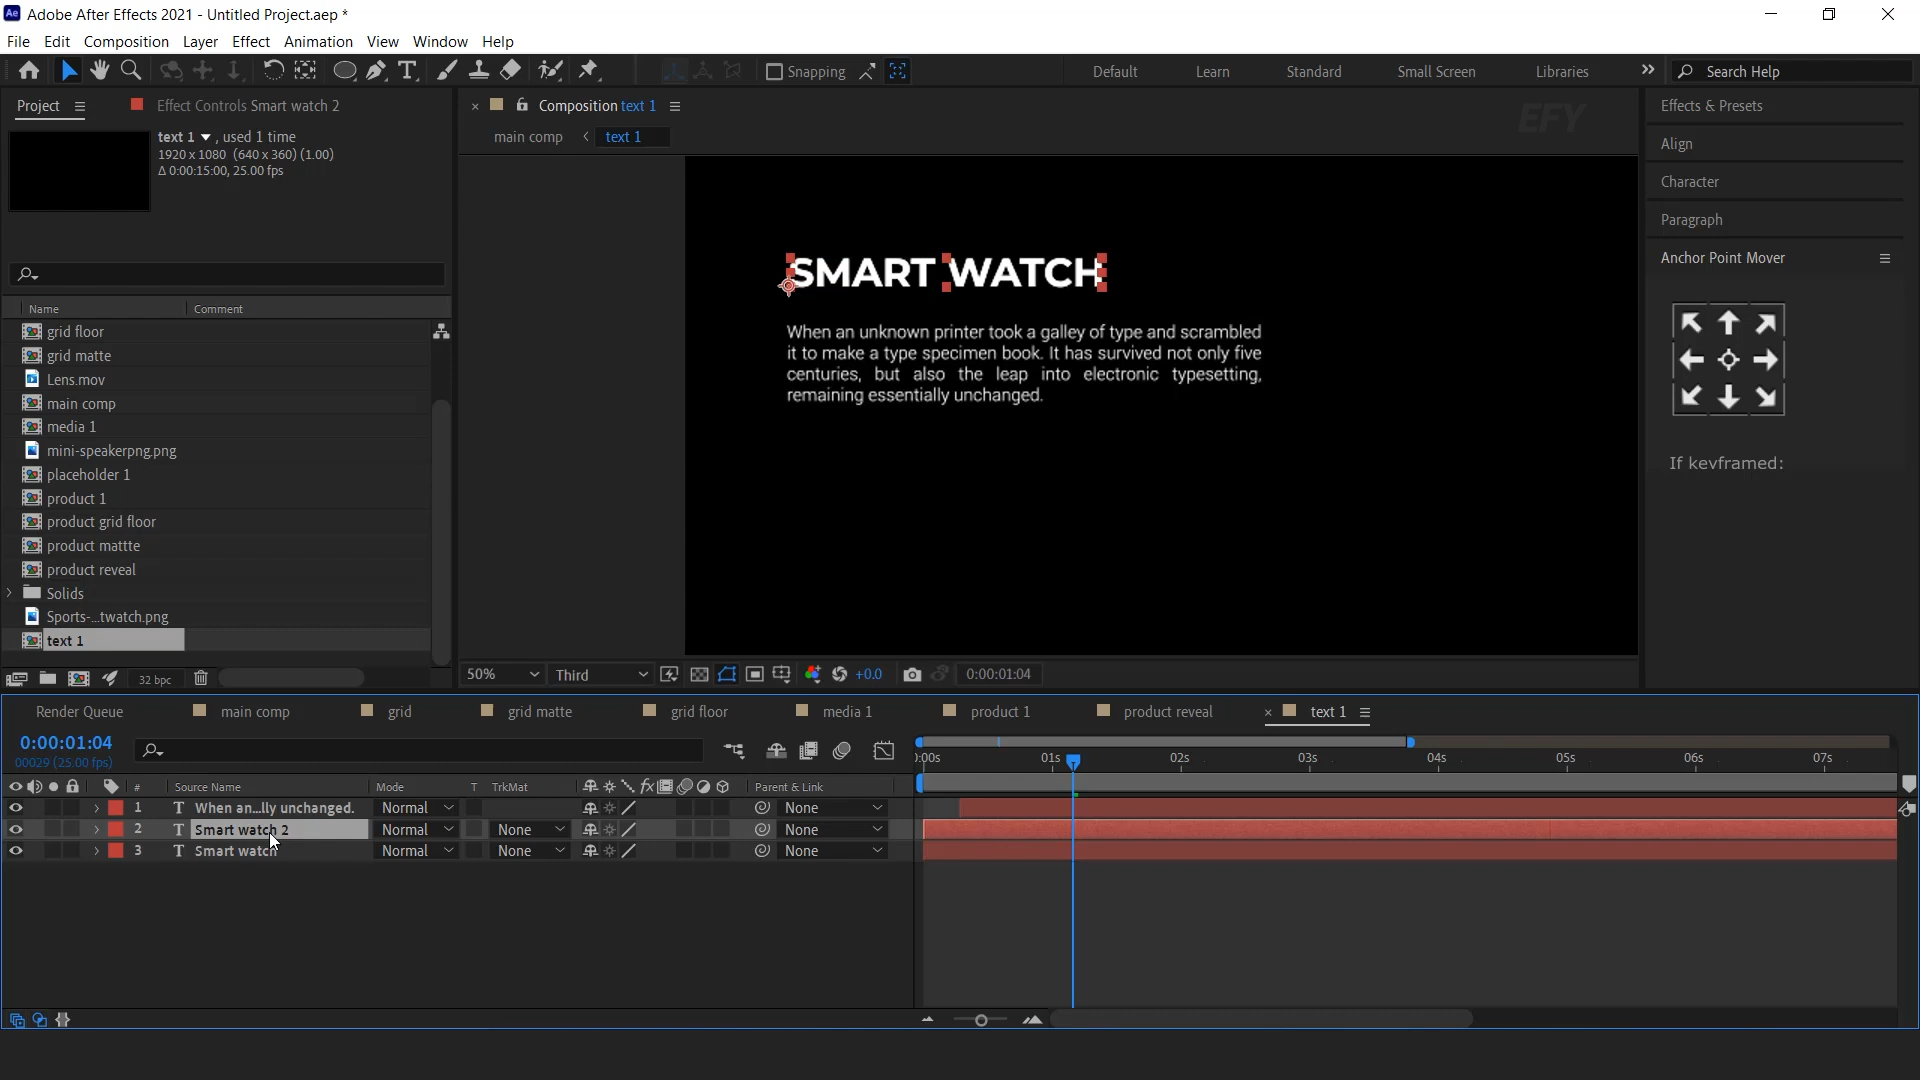 Adobe After Effects 2021 - Untitled Project.aep *
File Edit Composition Layer Effect Animation View Window Help
Snapping
Default Learn Standard Small Screen Libraries Search Help
Project Effect Controls Smart watch 2
text 1 , used 1 time
1920 x 1080 (640 x 360) (1.00)
Δ 0:00:15:00, 25.00 fps
Name Comment
grid floor
grid matte
Lens.mov
main comp
media 1
mini-speakerpng.png
placeholder 1
product 1
product grid floor
product mattte
product reveal
Solids
Sports-...twatch.png
text 1
32 bpc
Composition text 1
main comp text 1
EFY
SMART WATCH
When an unknown printer took a galley of type and scrambled
it to make a type specimen book. It has survived not only five
centuries, but also the leap into electronic typesetting,
remaining essentially unchanged.
50% Third +0.0 0:00:01:04
Effects & Presets
Align
Character
Paragraph
Anchor Point Mover
If keyframed:
Render Queue main comp grid grid matte grid floor media 1 product 1 product reveal text 1
0:00:01:04
00029 (25.00 fps)
):00s 01s 02s 03s 04s 05s 06s 07s
# Source Name Mode T TrkMat fx Parent & Link
1 T When an...lly unchanged. Normal None
2 T Smart watch 2 Normal None None
3 T Smart watch Normal None None